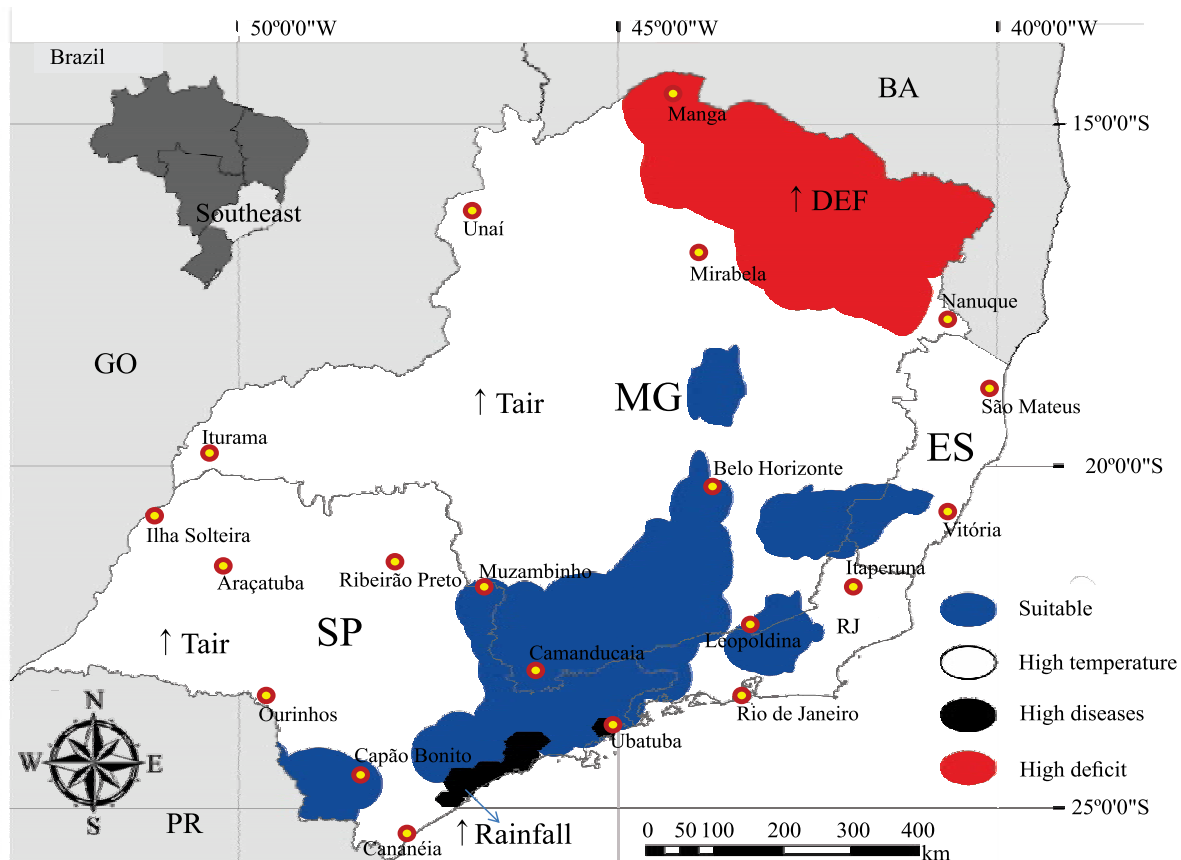 50º0'0"W
45º0'0"W
40º0'0"W
Brazil
BA
Manga
15º0'0"S
↑ DEF
Southeast
Unaí
Mirabela
Nanuque
GO
↑ Tair
MG
São Mateus
Iturama
ES
Belo Horizonte
20º0'0"S
Ilha Solteira
Vitória
Araçatuba
Ribeirão Preto
Muzambinho
Itaperuna
Suitable
SP
RJ
↑ Tair
Leopoldina
Camanducaia
High temperature
N
Ourinhos
Rio de Janeiro
High diseases
Ubatuba
W
E
Capão Bonito
High deficit
S
PR
↑ Rainfall
25º0'0"S
Cananéia
0 50 100 200 300 400
km